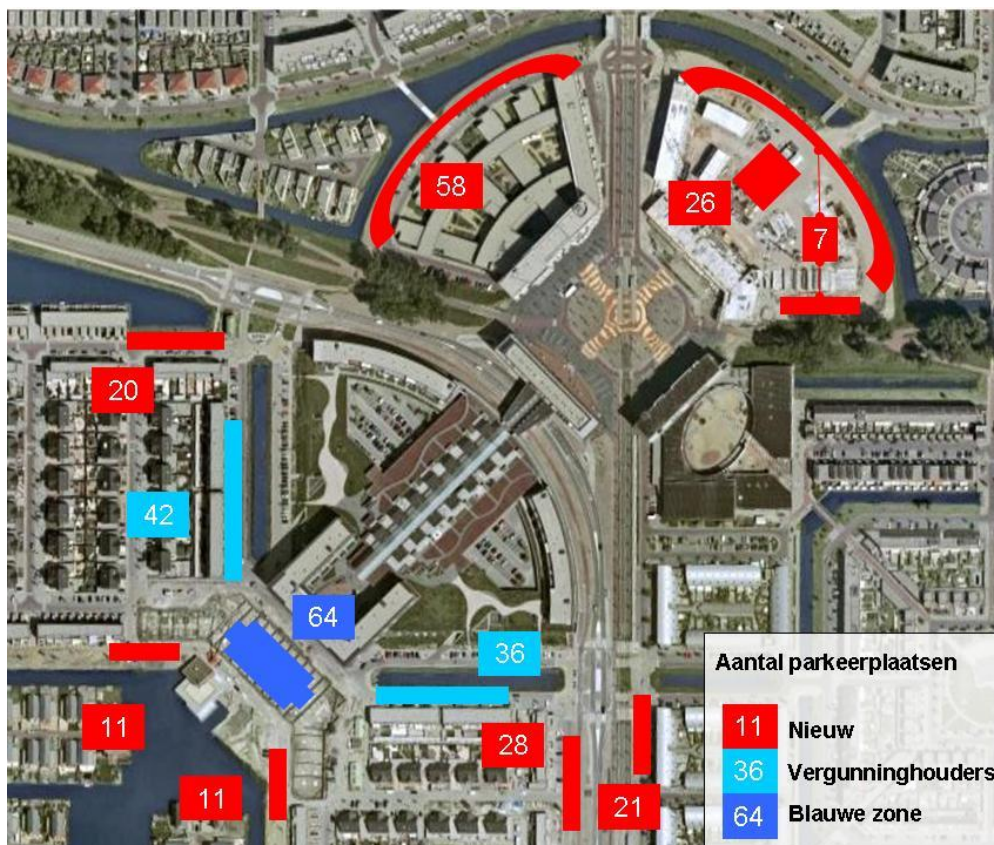 58
26
7
20
42
64
36
11
28
11
21
Aantal parkeerplaatsen
11 Nieuw
36 Vergunninghouders
64 Blauwe zone